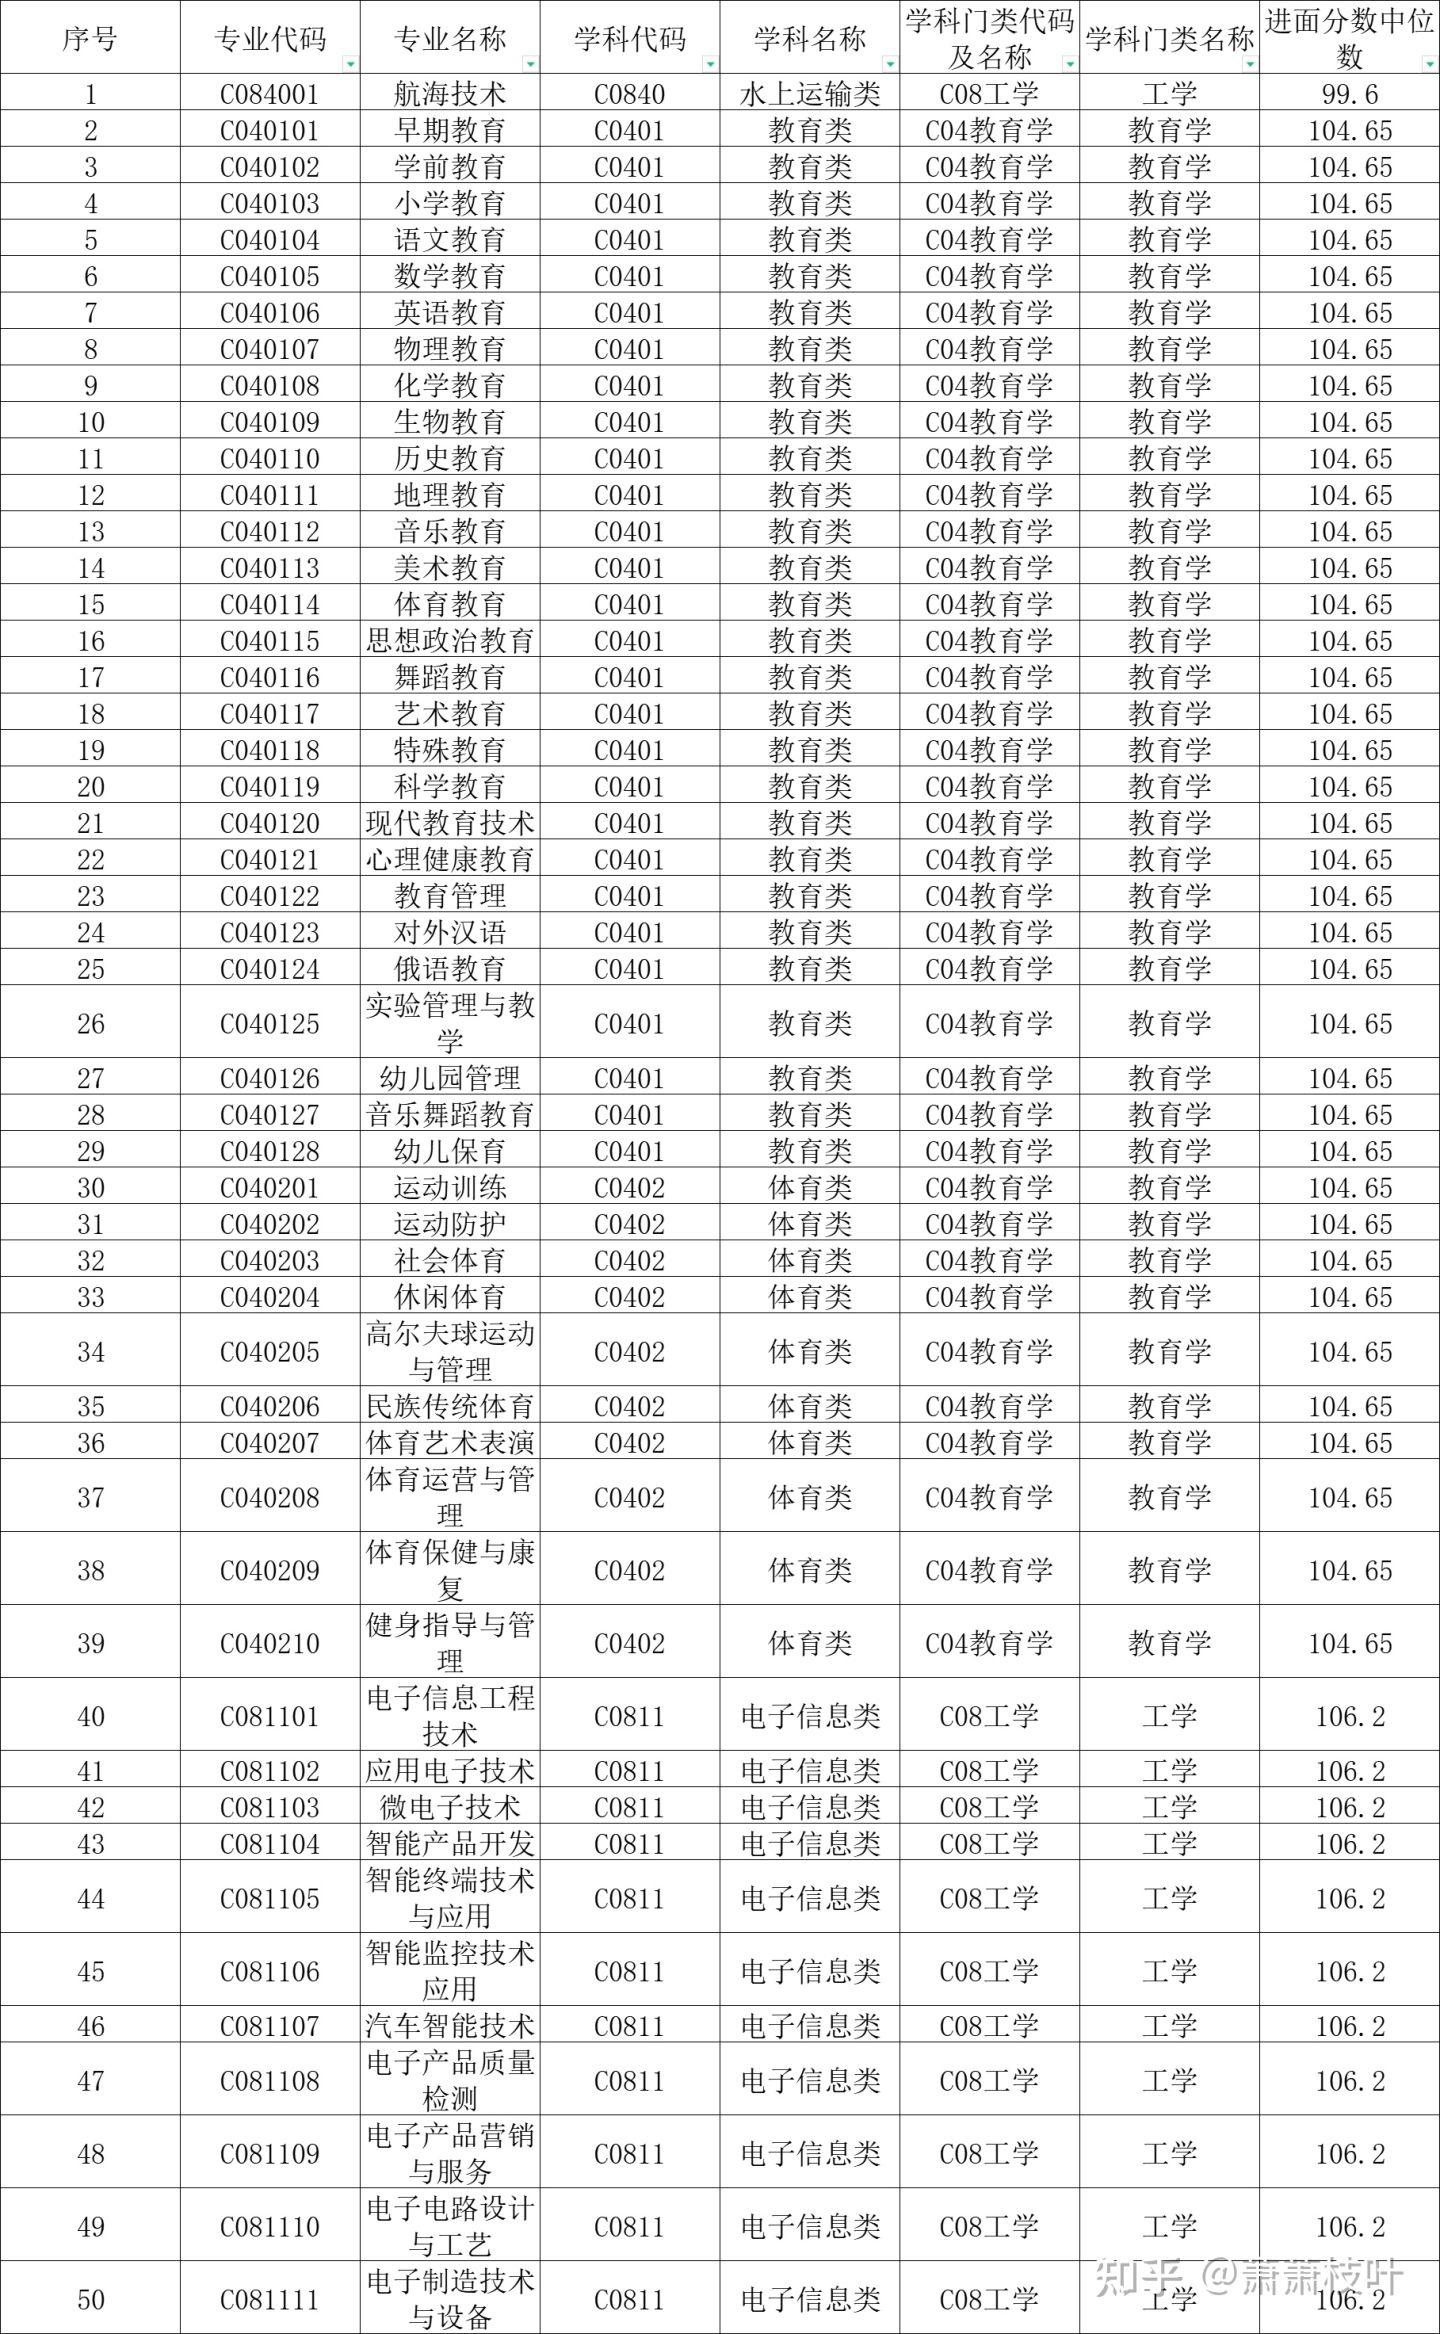 序号 专业代码 专业名称 学科代码 学科名称 学科门类代码及名称 学科门类名称 进面分数中位数
1 C084001 航海技术 C0840 水上运输类 C08工学 工学 99.6
2 C040101 早期教育 C0401 教育类 C04教育学 教育学 104.65
3 C040102 学前教育 C0401 教育类 C04教育学 教育学 104.65
4 C040103 小学教育 C0401 教育类 C04教育学 教育学 104.65
5 C040104 语文教育 C0401 教育类 C04教育学 教育学 104.65
6 C040105 数学教育 C0401 教育类 C04教育学 教育学 104.65
7 C040106 英语教育 C0401 教育类 C04教育学 教育学 104.65
8 C040107 物理教育 C0401 教育类 C04教育学 教育学 104.65
9 C040108 化学教育 C0401 教育类 C04教育学 教育学 104.65
10 C040109 生物教育 C0401 教育类 C04教育学 教育学 104.65
11 C040110 历史教育 C0401 教育类 C04教育学 教育学 104.65
12 C040111 地理教育 C0401 教育类 C04教育学 教育学 104.65
13 C040112 音乐教育 C0401 教育类 C04教育学 教育学 104.65
14 C040113 美术教育 C0401 教育类 C04教育学 教育学 104.65
15 C040114 体育教育 C0401 教育类 C04教育学 教育学 104.65
16 C040115 思想政治教育 C0401 教育类 C04教育学 教育学 104.65
17 C040116 舞蹈教育 C0401 教育类 C04教育学 教育学 104.65
18 C040117 艺术教育 C0401 教育类 C04教育学 教育学 104.65
19 C040118 特殊教育 C0401 教育类 C04教育学 教育学 104.65
20 C040119 科学教育 C0401 教育类 C04教育学 教育学 104.65
21 C040120 现代教育技术 C0401 教育类 C04教育学 教育学 104.65
22 C040121 心理健康教育 C0401 教育类 C04教育学 教育学 104.65
23 C040122 教育管理 C0401 教育类 C04教育学 教育学 104.65
24 C040123 对外汉语 C0401 教育类 C04教育学 教育学 104.65
25 C040124 俄语教育 C0401 教育类 C04教育学 教育学 104.65
26 C040125 实验管理与教学 C0401 教育类 C04教育学 教育学 104.65
27 C040126 幼儿园管理 C0401 教育类 C04教育学 教育学 104.65
28 C040127 音乐舞蹈教育 C0401 教育类 C04教育学 教育学 104.65
29 C040128 幼儿保育 C0401 教育类 C04教育学 教育学 104.65
30 C040201 运动训练 C0402 体育类 C04教育学 教育学 104.65
31 C040202 运动防护 C0402 体育类 C04教育学 教育学 104.65
32 C040203 社会体育 C0402 体育类 C04教育学 教育学 104.65
33 C040204 休闲体育 C0402 体育类 C04教育学 教育学 104.65
34 C040205 高尔夫球运动与管理 C0402 体育类 C04教育学 教育学 104.65
35 C040206 民族传统体育 C0402 体育类 C04教育学 教育学 104.65
36 C040207 体育艺术表演 C0402 体育类 C04教育学 教育学 104.65
37 C040208 体育运营与管理 C0402 体育类 C04教育学 教育学 104.65
38 C040209 体育保健与康复 C0402 体育类 C04教育学 教育学 104.65
39 C040210 健身指导与管理 C0402 体育类 C04教育学 教育学 104.65
40 C081101 电子信息工程技术 C0811 电子信息类 C08工学 工学 106.2
41 C081102 应用电子技术 C0811 电子信息类 C08工学 工学 106.2
42 C081103 微电子技术 C0811 电子信息类 C08工学 工学 106.2
43 C081104 智能产品开发 C0811 电子信息类 C08工学 工学 106.2
44 C081105 智能终端技术与应用 C0811 电子信息类 C08工学 工学 106.2
45 C081106 智能监控技术应用 C0811 电子信息类 C08工学 工学 106.2
46 C081107 汽车智能技术 C0811 电子信息类 C08工学 工学 106.2
47 C081108 电子产品质量检测 C0811 电子信息类 C08工学 工学 106.2
48 C081109 电子产品营销与服务 C0811 电子信息类 C08工学 工学 106.2
49 C081110 电子电路设计与工艺 C0811 电子信息类 C08工学 工学 106.2
50 C081111 电子制造技术与设备 C0811 电子信息类 C08工学 工学 106.2
知乎 @萧萧枝叶